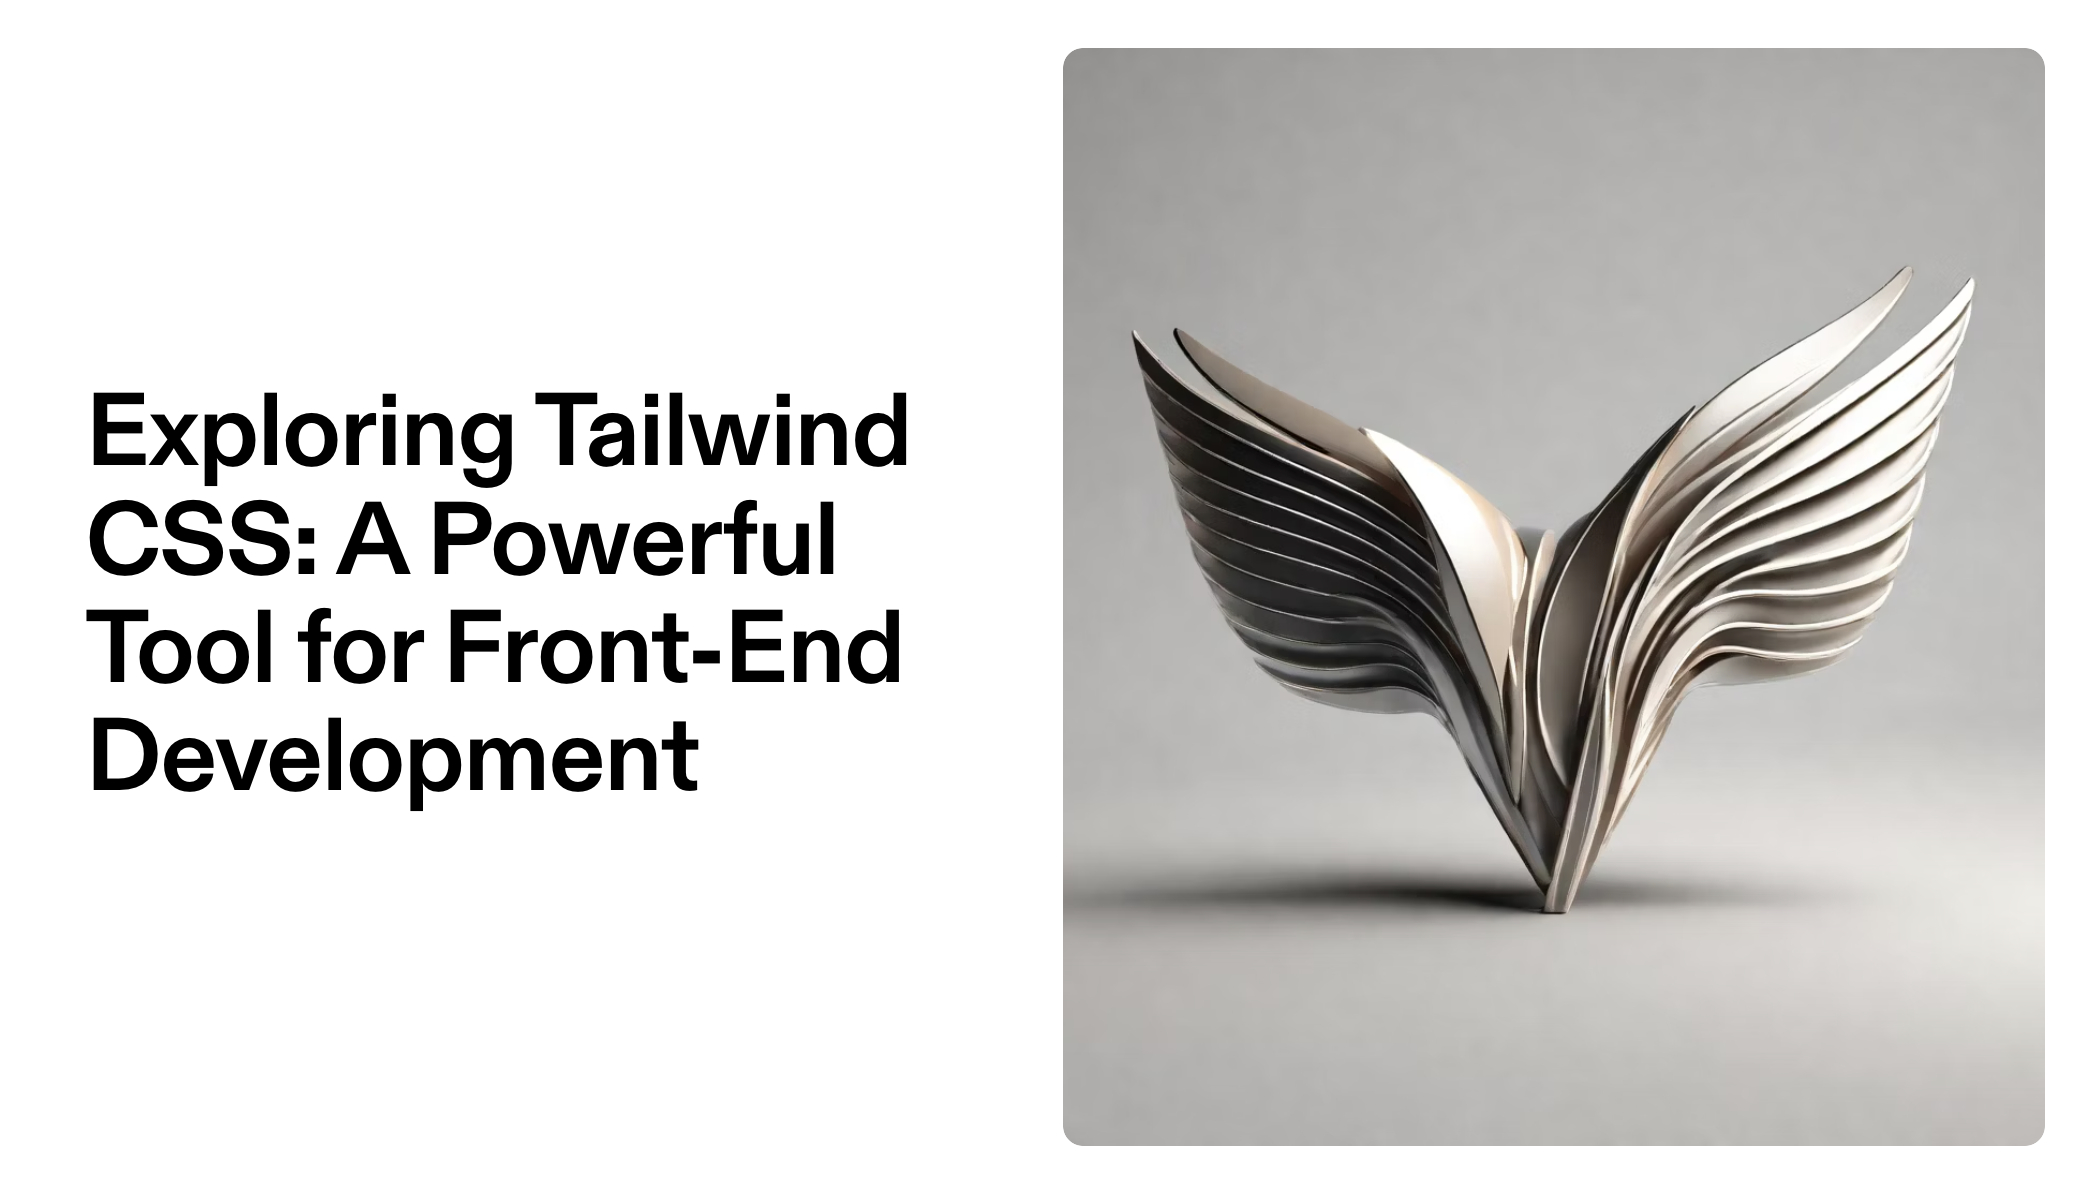 Exploring Tailwind
CSS: A Powerful
Tool for Front-End
Development